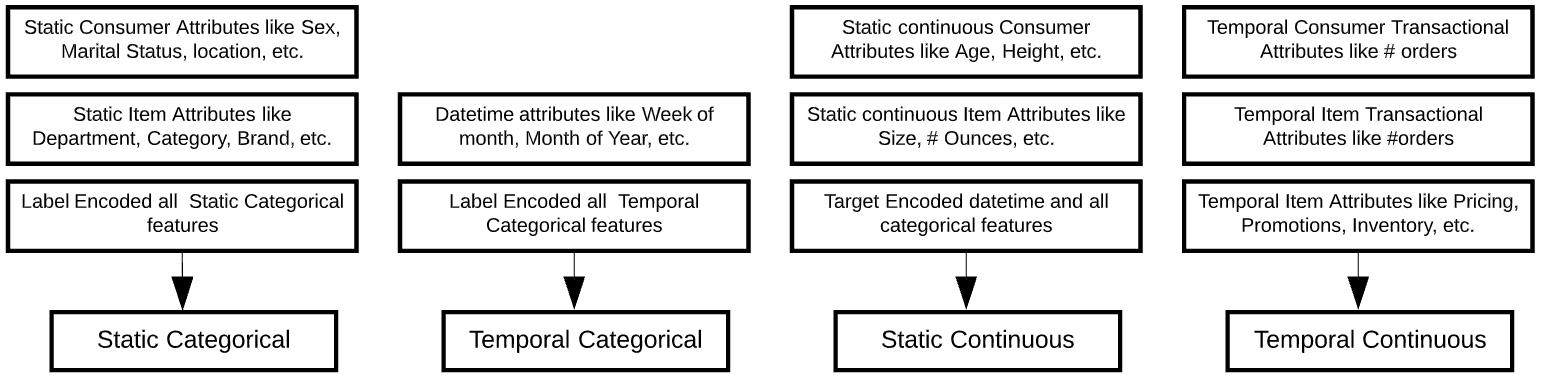 Static Consumer Attributes like Sex,
Marital Status, location, etc.
Static Item Attributes like
Department, Category, Brand, etc.
Label Encoded all  Static Categorical
features
Static Categorical
Datetime attributes like Week of
month, Month of Year, etc.
Label Encoded all  Temporal
Categorical features
Temporal Categorical
Static continuous Consumer
Attributes like Age, Height, etc.
Static continuous Item Attributes like
Size, # Ounces, etc.
Target Encoded datetime and all
categorical features
Static Continuous
Temporal Consumer Transactional
Attributes like # orders
Temporal Item Transactional
Attributes like #orders
Temporal Item Attributes like Pricing,
Promotions, Inventory, etc.
Temporal Continuous